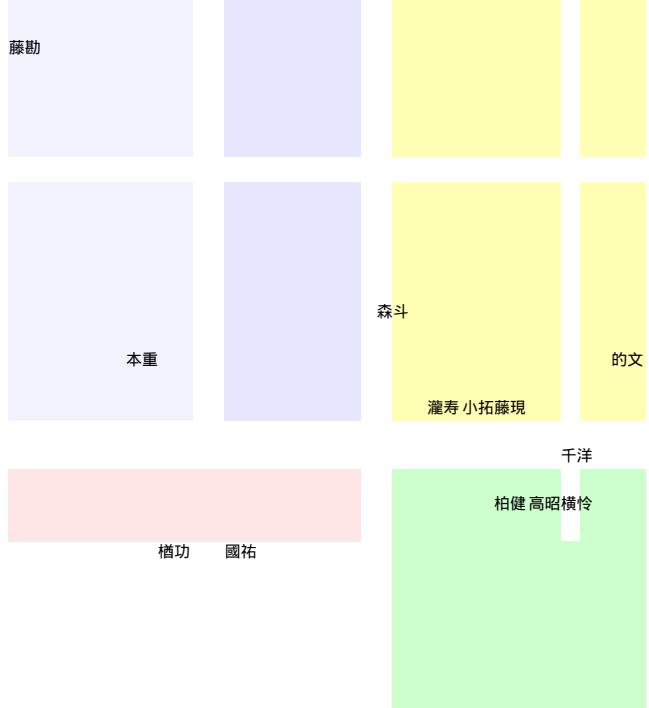 藤勘
森斗
本重
的文
瀧寿 小拓藤現
千洋
柏健 高昭横怜
楢功
國祐